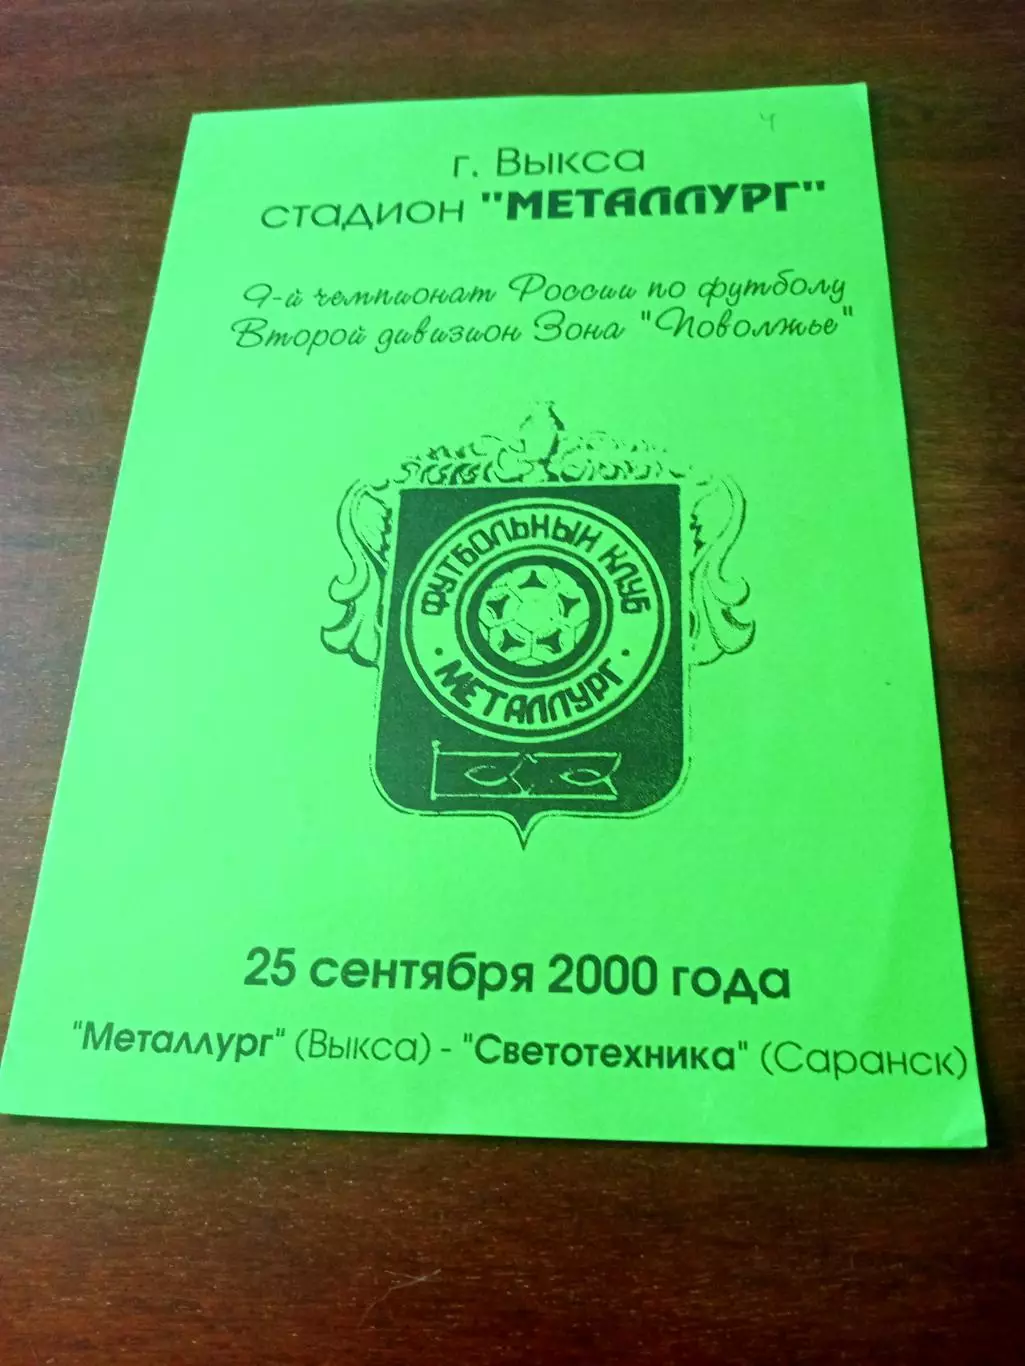 ч
г. Выкса
стадион "МЕТАЛЛУРГ"
9-й чемпионат России по футболу
Второй дивизион Зона "Поволжье"
ФУТБОЛЬНЫЙ КЛУБ
· МЕТАЛЛУРГ ·
25 сентября 2000 года
"Металлург" (Выкса) - "Светотехника" (Саранск)